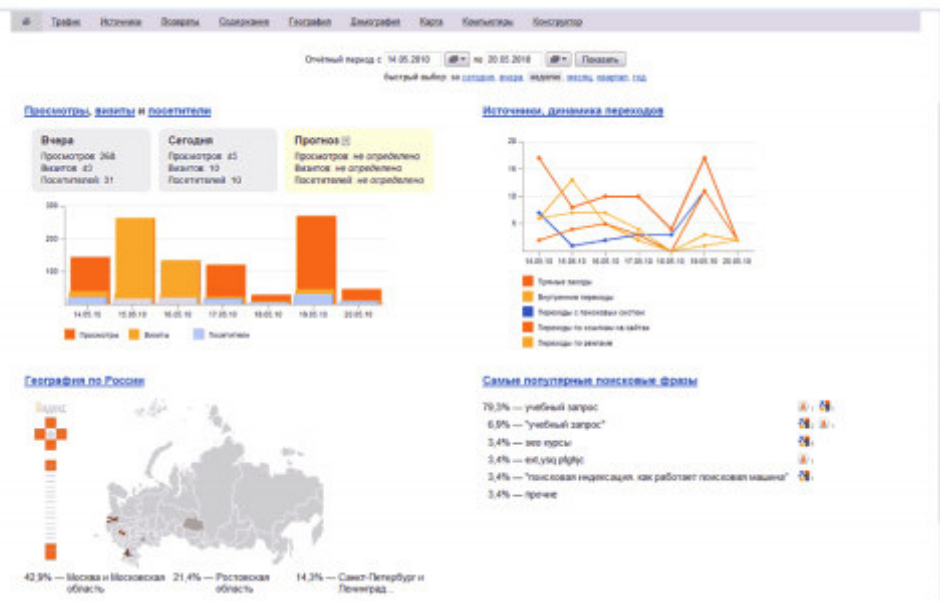 Трафик Источники Возвраты Содержание География Демография Карта Компьютеры Конструктор
Отчётный период с 14.05.2010 по 20.05.2010 Показать
быстрый выбор: за сегодня, вчера, неделю, месяц, квартал, год
Просмотры, визиты и посетители
Вчера
Просмотров: 268
Визитов: 43
Посетителей: 31
Сегодня
Просмотров: 45
Визитов: 10
Посетителей: 10
Прогноз
Просмотров: не определено
Визитов: не определено
Посетителей: не определено
300
200
100
14.05.10 15.05.10 16.05.10 17.05.10 18.05.10 19.05.10 20.05.10
Просмотры Визиты Посетители
Источники, динамика переходов
20
15
10
5
14.05.10 15.05.10 16.05.10 17.05.10 18.05.10 19.05.10 20.05.10
Прямые заходы
Внутренние переходы
Переходы с поисковых систем
Переходы по ссылкам на сайтах
Переходы по рекламе
География по России
Яндекс
42,9% — Москва и Московская область
21,4% — Ростовская область
14,3% — Санкт-Петербург и Ленинград...
Самые популярные поисковые фразы
79,3% — учебный запрос
6,9% — "учебный запрос"
3,4% — seo курсы
3,4% — ext,ysq pfghjc
3,4% — "поисковая индексация. как работает поисковая машина"
3,4% — прочие